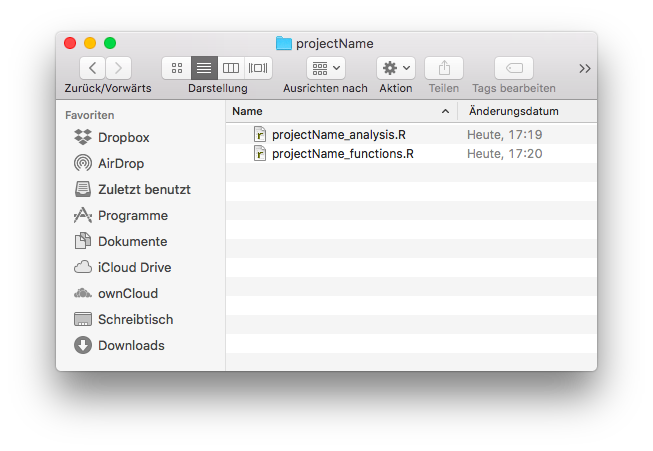 projectName
Zurück/Vorwärts Darstellung Ausrichten nach Aktion Teilen Tags bearbeiten
Favoriten
Dropbox
AirDrop
Zuletzt benutzt
Programme
Dokumente
iCloud Drive
ownCloud
Schreibtisch
Downloads
Name Änderungsdatum
projectName_analysis.R Heute, 17:19
projectName_functions.R Heute, 17:20